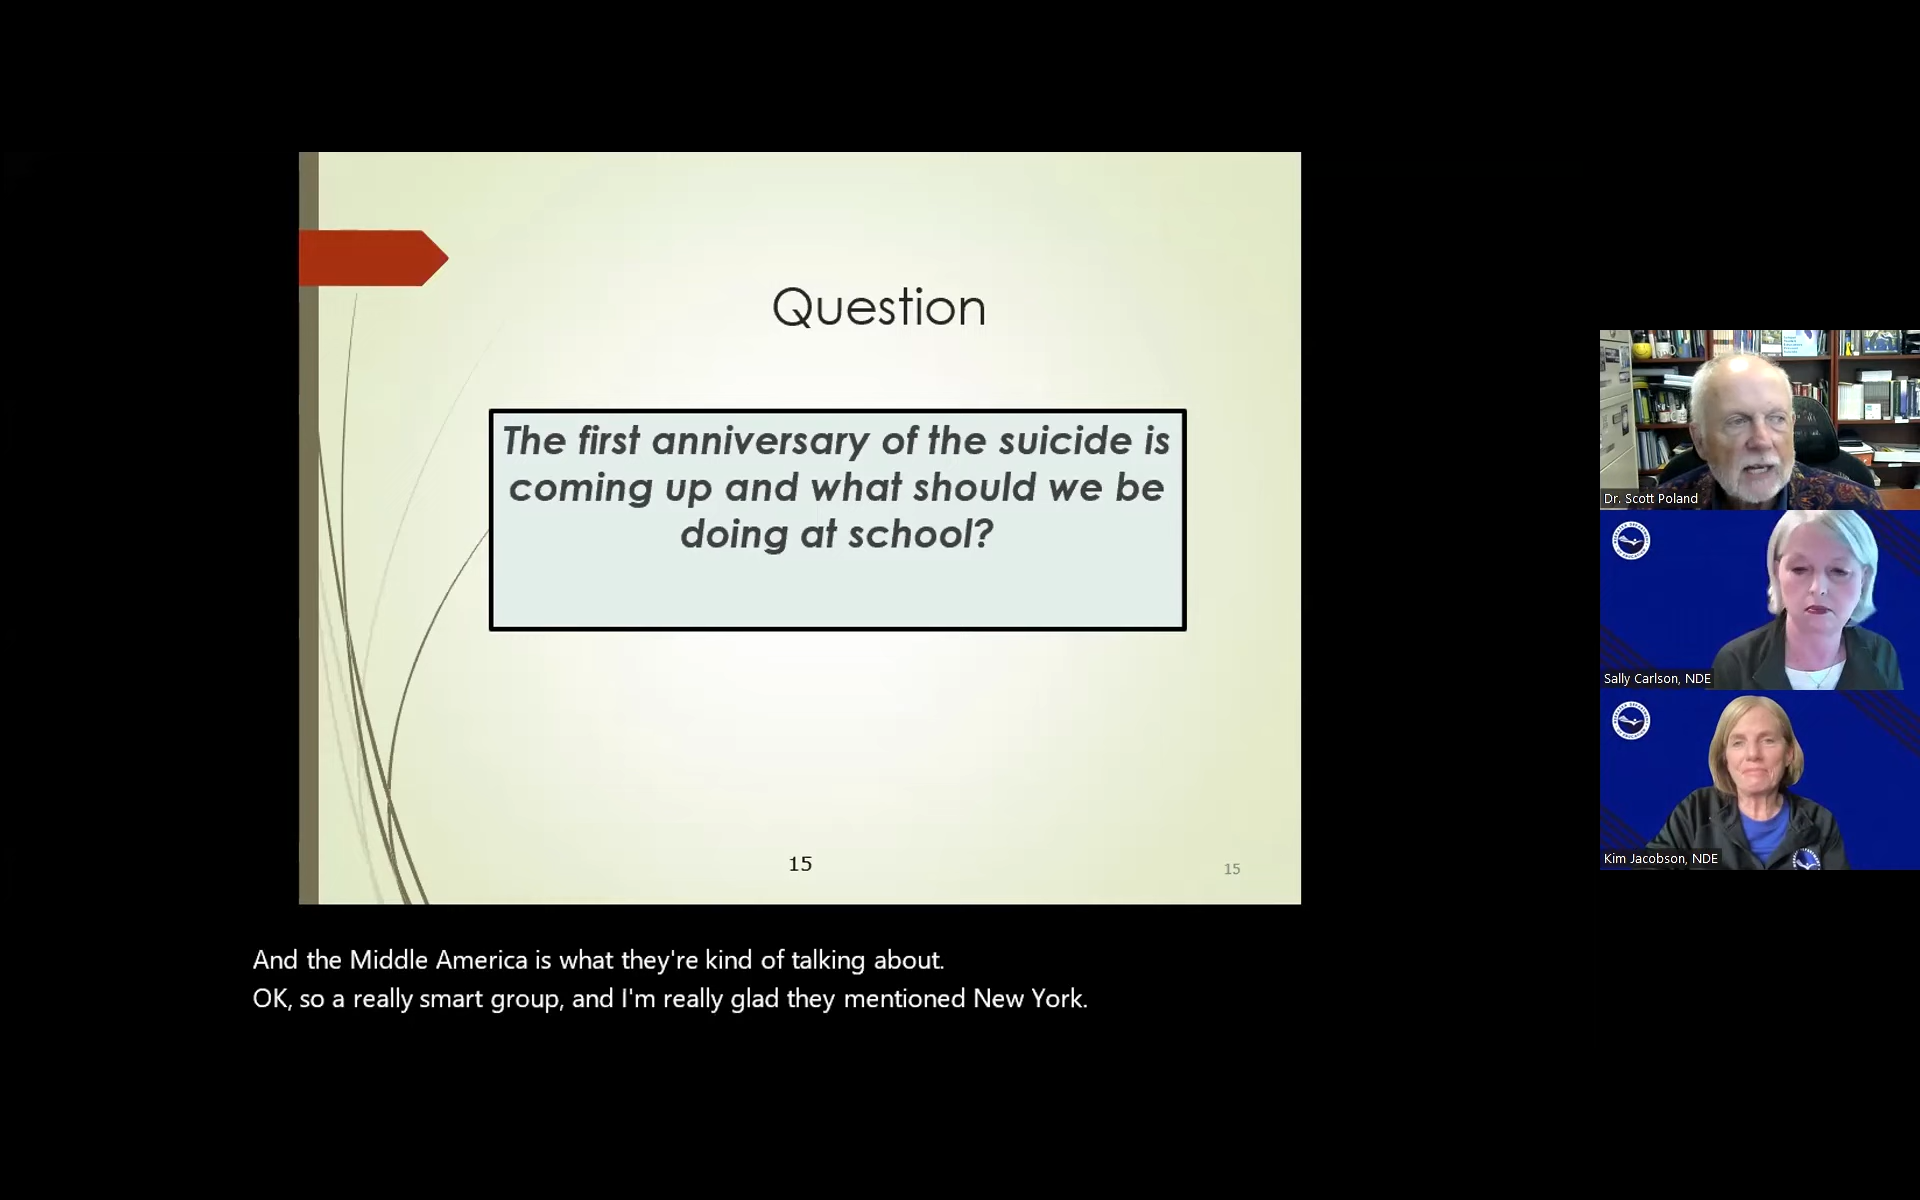 Question
The first anniversary of the suicide is
coming up and what should we be
doing at school?
15
15
Dr. Scott Poland
Sally Carlson, NDE
Kim Jacobson, NDE
And the Middle America is what they're kind of talking about.
OK, so a really smart group, and I'm really glad they mentioned New York.